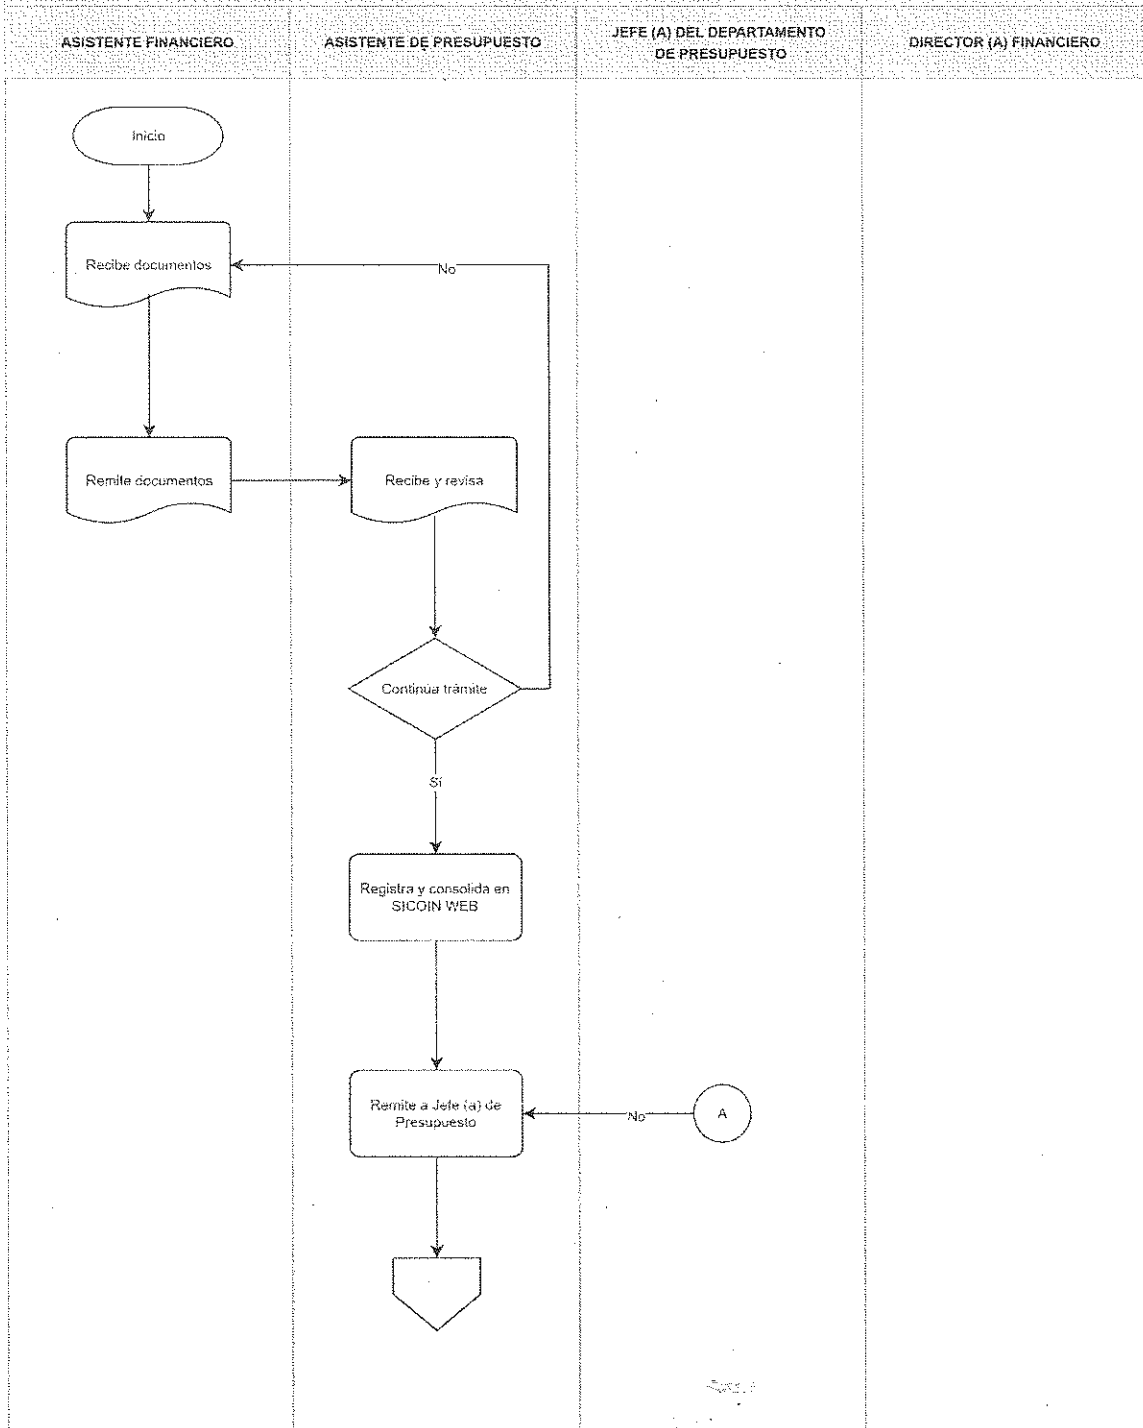 ASISTENTE FINANCIERO
ASISTENTE DE PRESUPUESTO
JEFE (A) DEL DEPARTAMENTO
DE PRESUPUESTO
DIRECTOR (A) FINANCIERO
Inicio
Recibe documentos
No
Remite documentos
Recibe y revisa
Continúa trámite
Sí
Registra y consolida en
SICOIN WEB
Remite a Jefe (a) de
Presupuesto
No
A